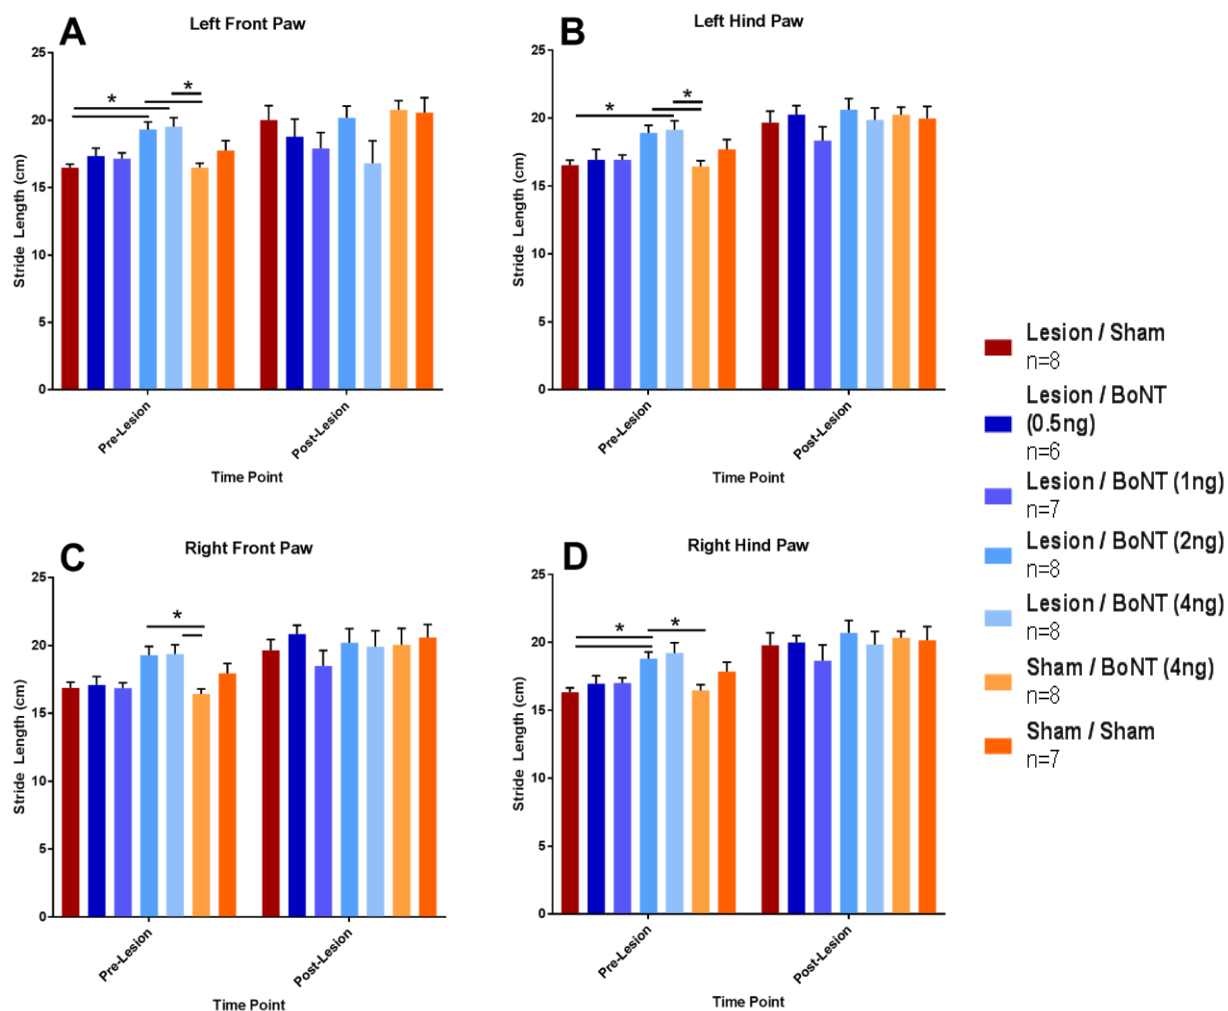 A
Left Front Paw
25
20
15
10
5
0
Stride Length (cm)
*
*
Pre-Lesion
Post-Lesion
Time Point
B
Left Hind Paw
25
20
15
10
5
0
Stride Length (cm)
*
*
Pre-Lesion
Post-Lesion
Time Point
C
Right Front Paw
25
20
15
10
5
0
Stride Length (cm)
*
Pre-Lesion
Post-Lesion
Time Point
D
Right Hind Paw
25
20
15
10
5
0
Stride Length (cm)
*
*
Pre-Lesion
Post-Lesion
Time Point
Lesion / Sham
n=8
Lesion / BoNT
(0.5ng)
n=6
Lesion / BoNT (1ng)
n=7
Lesion / BoNT (2ng)
n=8
Lesion / BoNT (4ng)
n=8
Sham / BoNT (4ng)
n=8
Sham / Sham
n=7